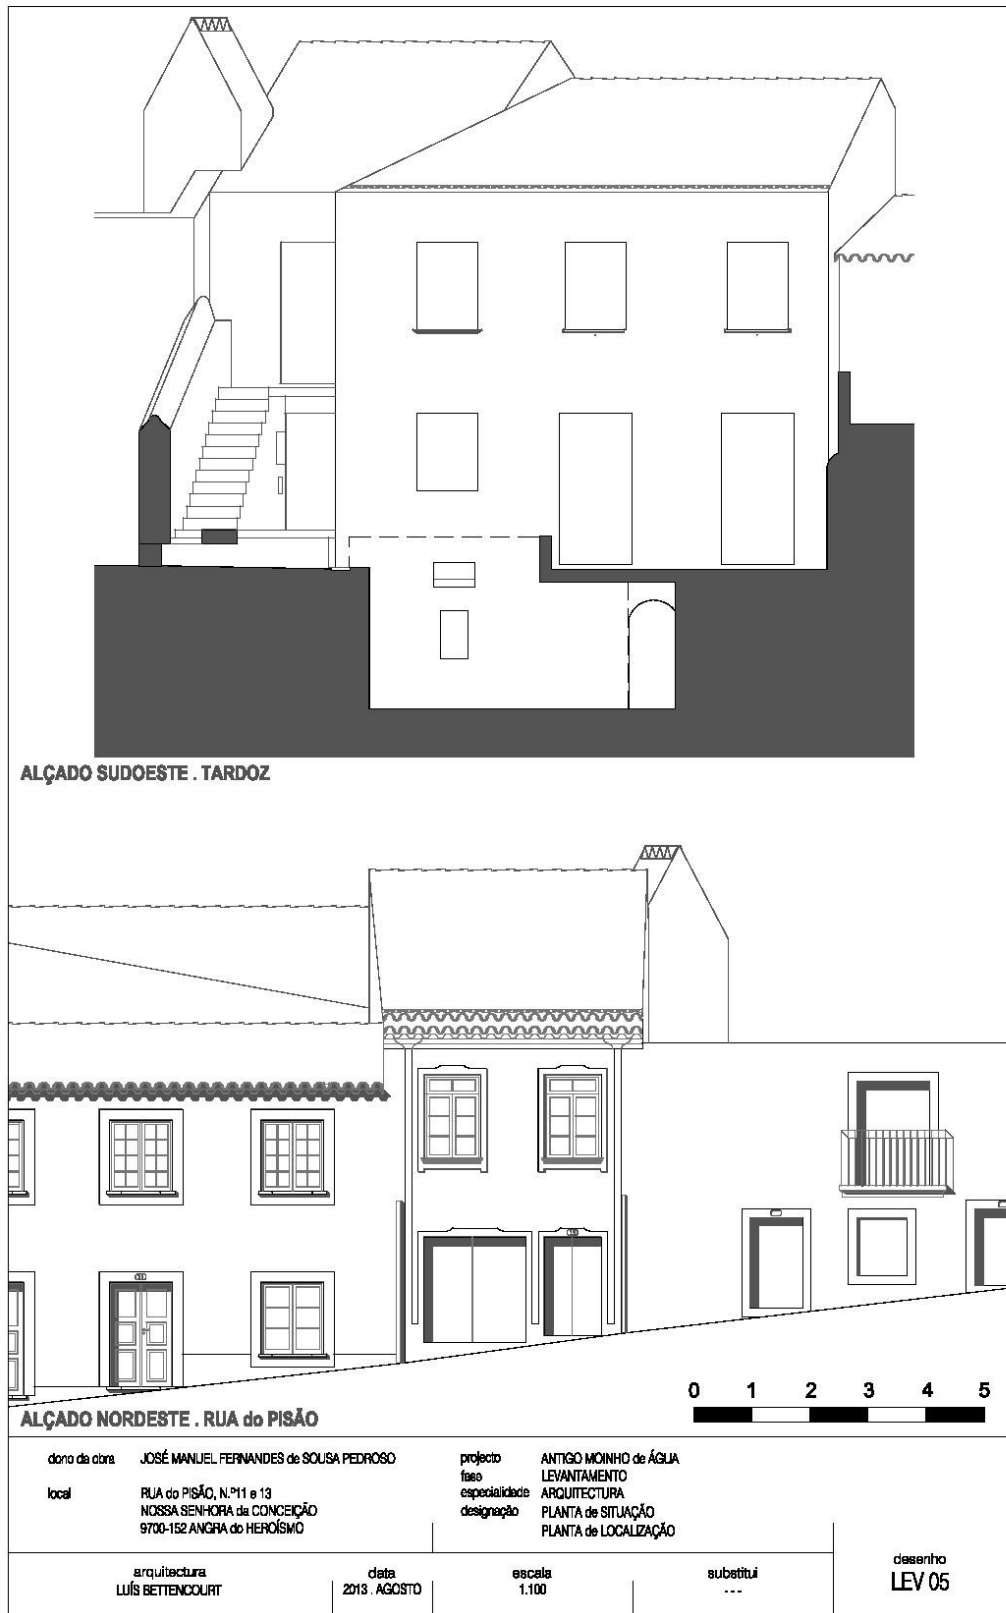 ALÇADO SUDOESTE . TARDOZ
ALÇADO NORDESTE . RUA do PISÃO
0 1 2 3 4 5
dono da obra JOSÉ MANUEL FERNANDES de SOUSA PEDROSO
local RUA do PISÃO, N.º11 e 13
NOSSA SENHORA da CONCEIÇÃO
9700-152 ANGRA do HEROÍSMO
projecto ANTIGO MOINHO de ÁGUA
fase LEVANTAMENTO
especialidade ARQUITECTURA
designação PLANTA de SITUAÇÃO
PLANTA de LOCALIZAÇÃO
arquitectura
LUÍS BETTENCOURT
data
2013 . AGOSTO
escala
1.100
substitui
---
desenho
LEV 05